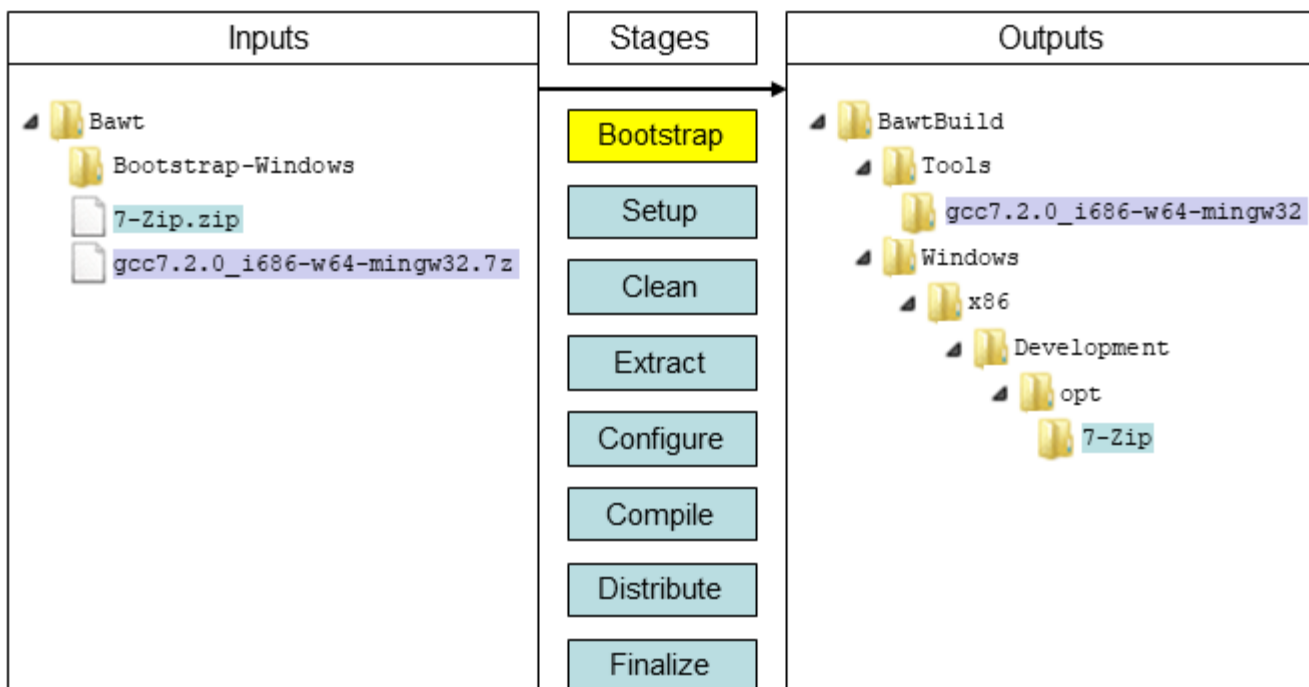 Inputs
Bawt
Bootstrap-Windows
7-Zip.zip
gcc7.2.0_i686-w64-mingw32.7z
Stages
Bootstrap
Setup
Clean
Extract
Configure
Compile
Distribute
Finalize
Outputs
BawtBuild
Tools
gcc7.2.0_i686-w64-mingw32
Windows
x86
Development
opt
7-Zip